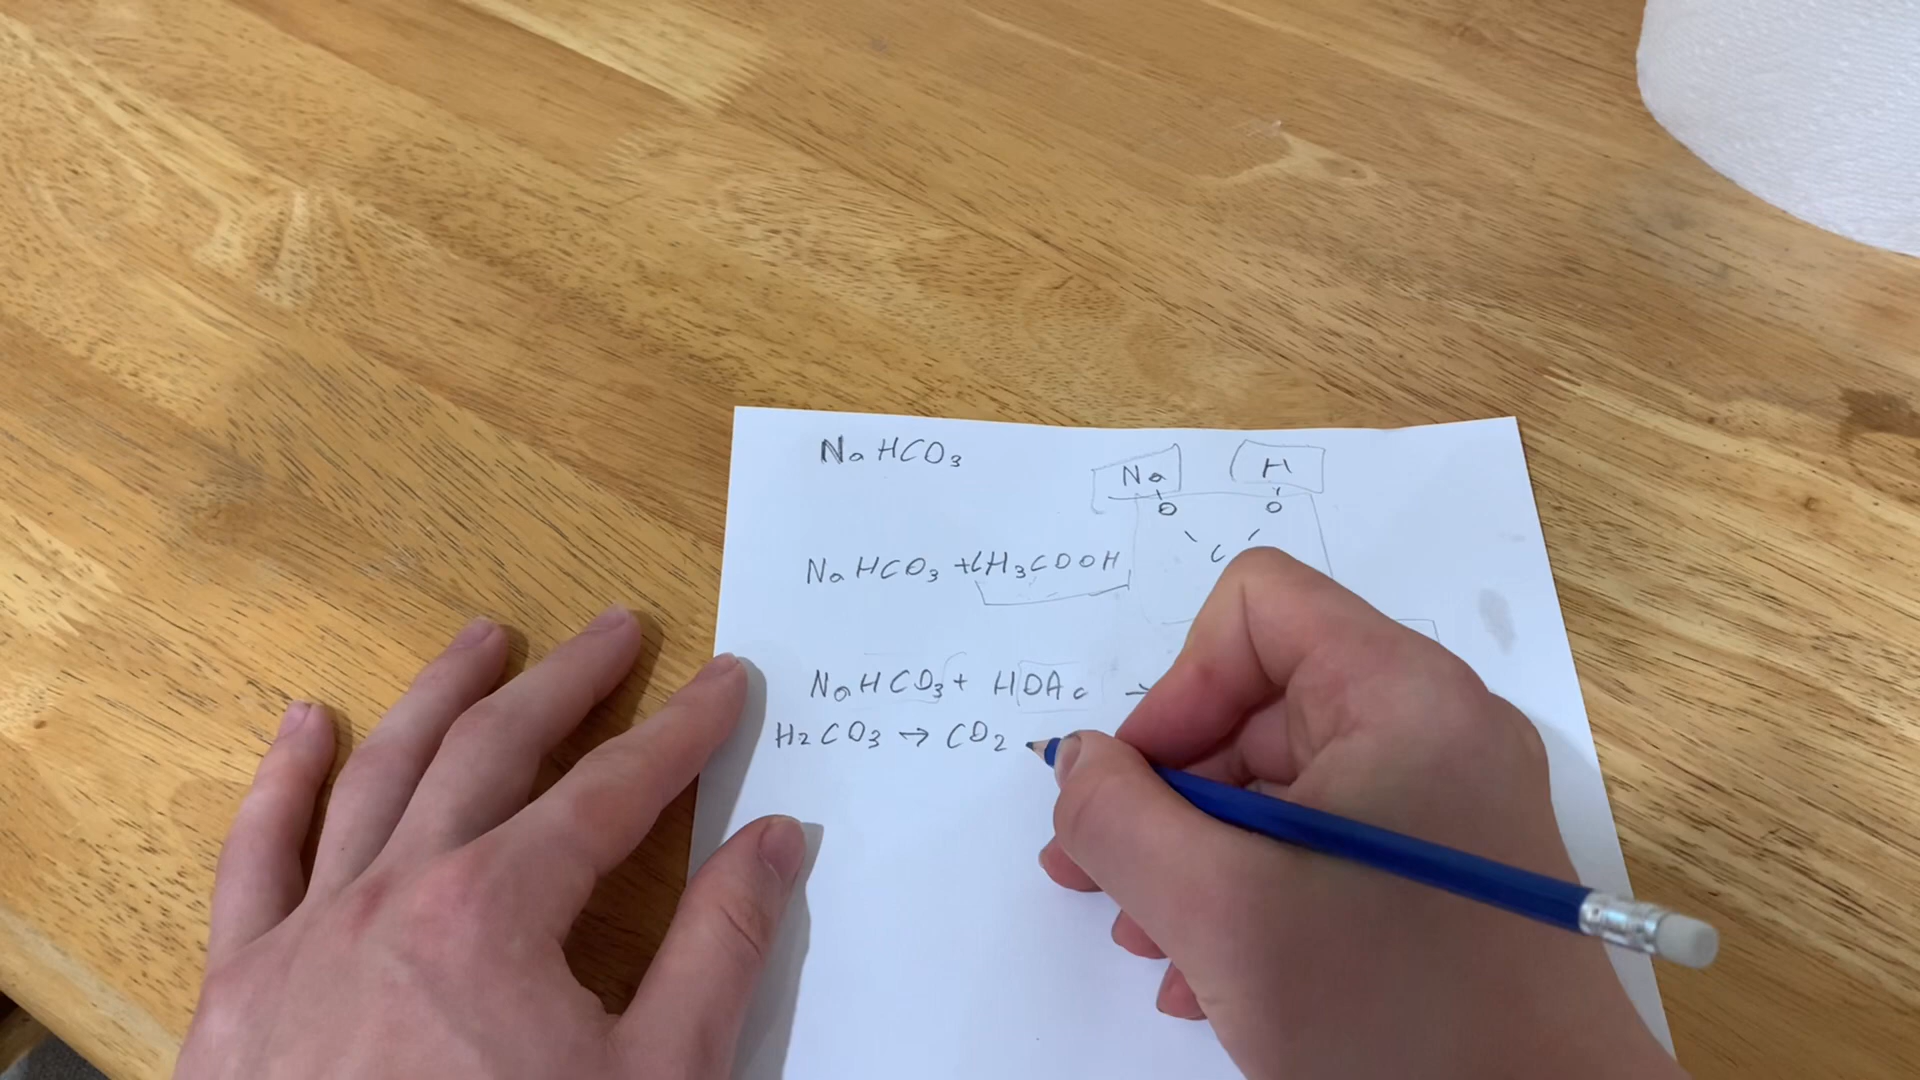 NaHCO3
Na H
O O
C
NaHCO3 + CH3COOH
NaHCO3 + HOAc →
H2CO3 → CO2